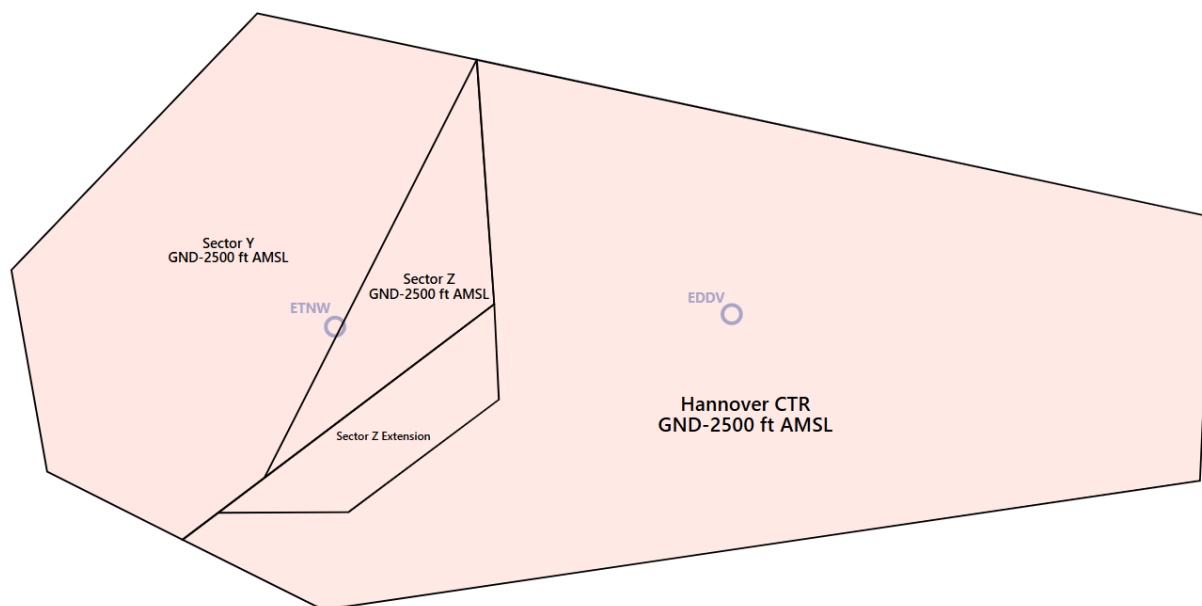 Sector Y
GND-2500 ft AMSL
Sector Z
GND-2500 ft AMSL
ETNW
EDDV
Hannover CTR
GND-2500 ft AMSL
Sector Z Extension